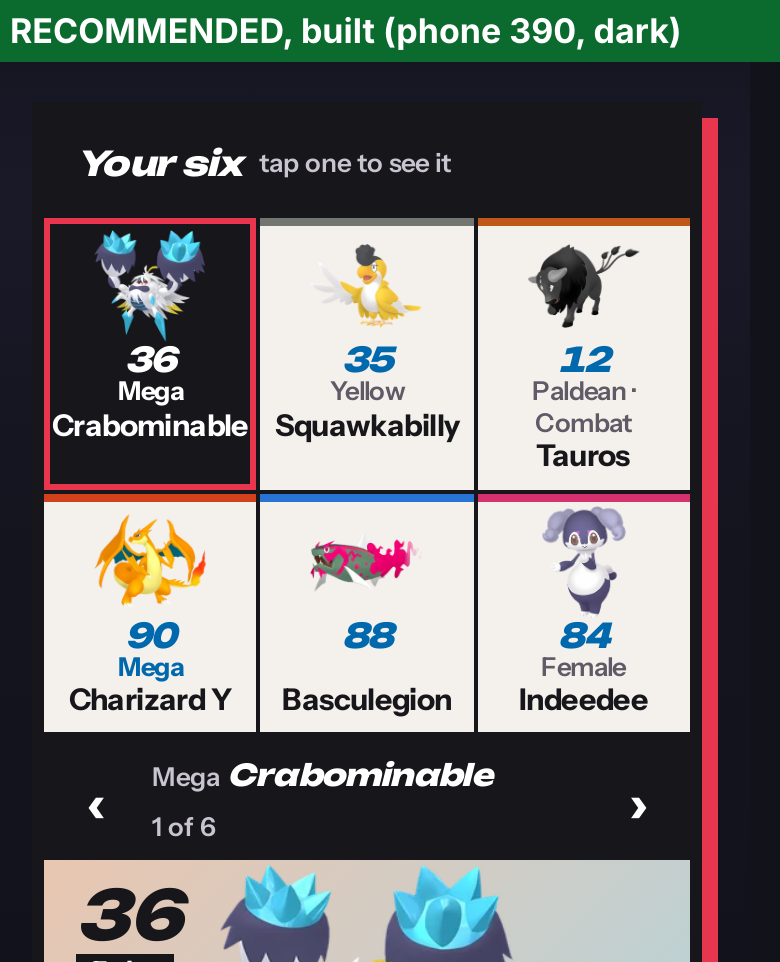 RECOMMENDED, built (phone 390, dark)
Your six tap one to see it
36
Mega
Crabominable
35
Yellow
Squawkabilly
12
Paldean ·
Combat
Tauros
90
Mega
Charizard Y
88
Basculegion
84
Female
Indeedee
‹ Mega Crabominable ›
1 of 6
36